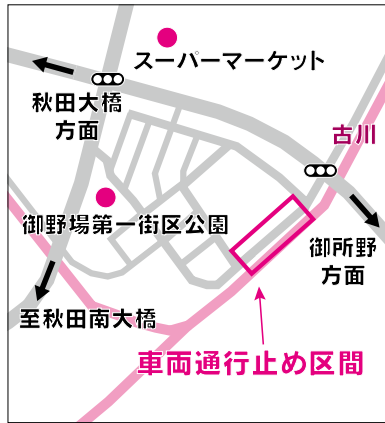 スーパーマーケット
秋田大橋
方面
古川
御野場第一街区公園
御所野
方面
至秋田南大橋
車両通行止め区間